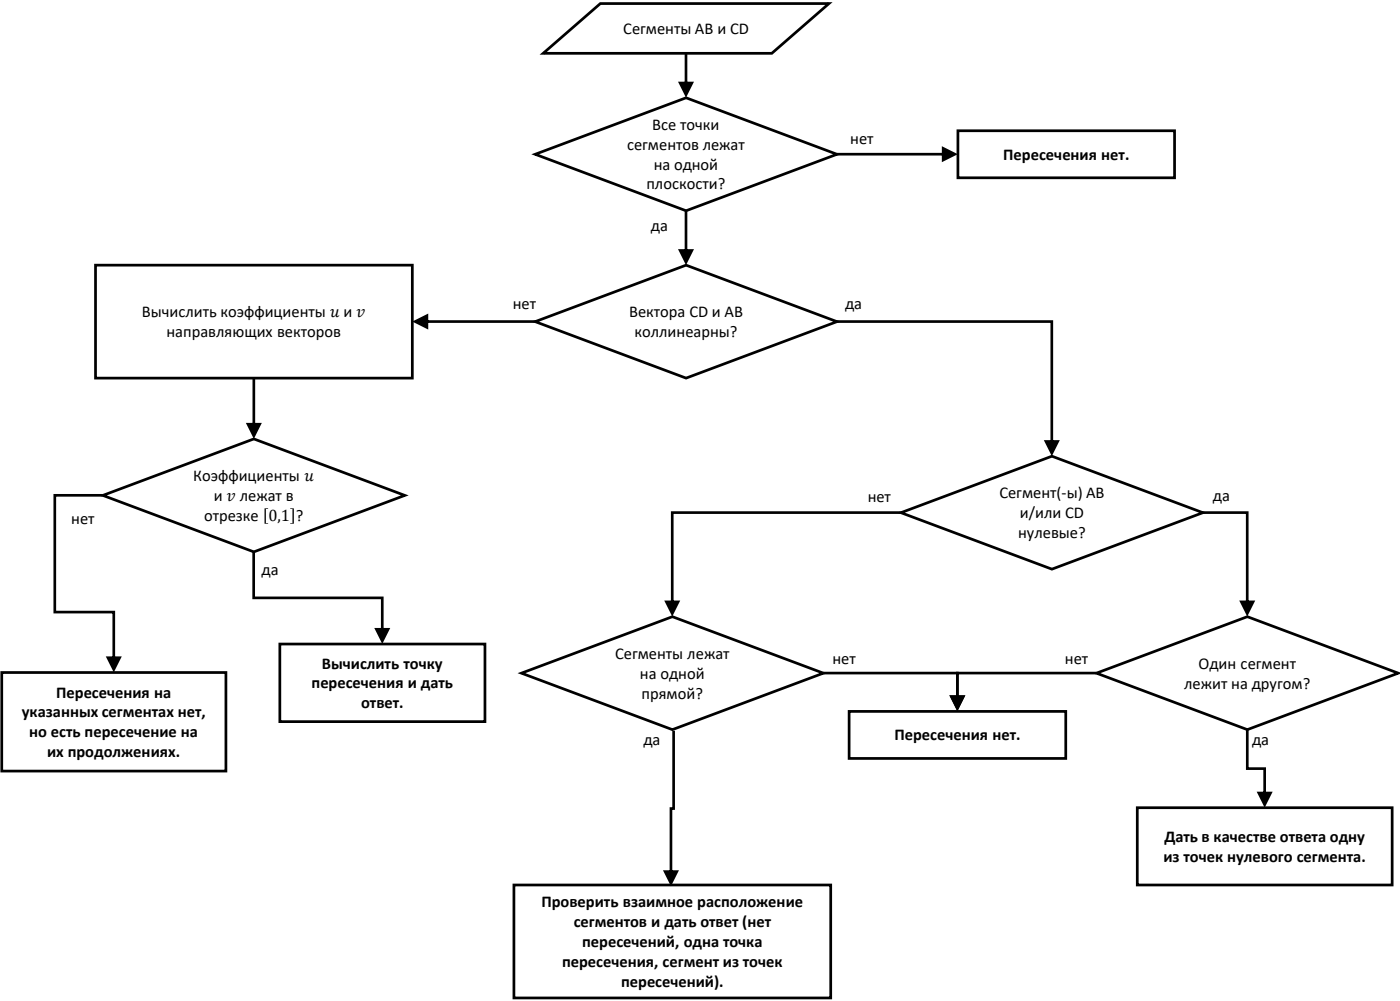 Сегменты AB и CD
Все точки
сегментов лежат
на одной
плоскости?
нет
Пересечения нет.
да
Вычислить коэффициенты u и v
направляющих векторов
нет
Вектора CD и AB
коллинеарны?
да
Коэффициенты u
и v лежат в
отрезке [0,1]?
нет
да
нет
Сегмент(-ы) AB
и/или CD
нулевые?
да
Пересечения на
указанных сегментах нет,
но есть пересечение на
их продолжениях.
Вычислить точку
пересечения и дать
ответ.
Сегменты лежат
на одной
прямой?
нет
нет
Один сегмент
лежит на другом?
да
Пересечения нет.
да
Дать в качестве ответа одну
из точек нулевого сегмента.
Проверить взаимное расположение
сегментов и дать ответ (нет
пересечений, одна точка
пересечения, сегмент из точек
пересечений).